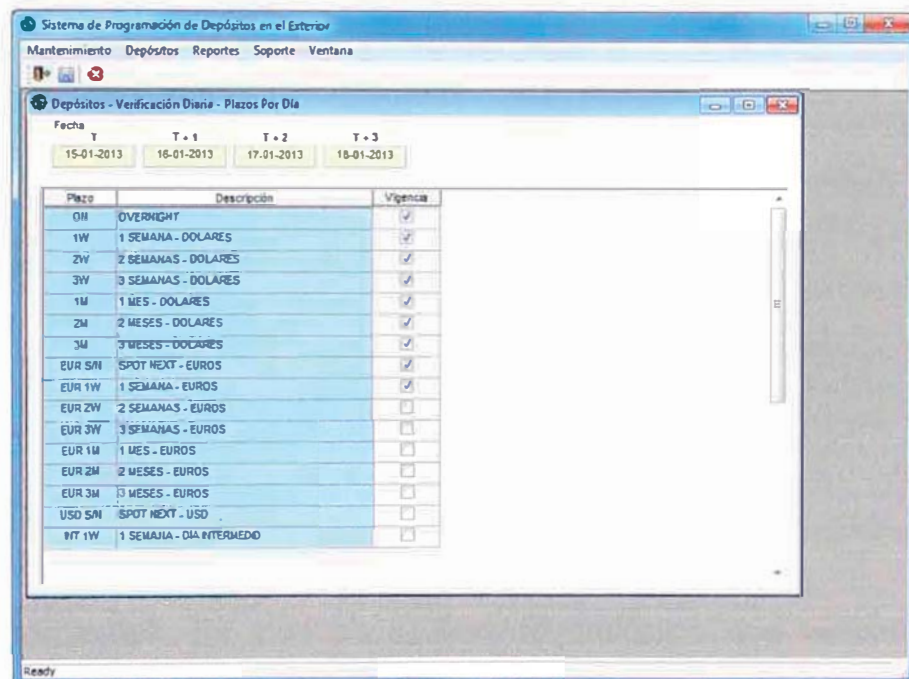 Sistema de Programación de Depósitos en el Exterior
Mantenimiento Depósitos Reportes Soporte Ventana
Depósitos - Verificación Diaria - Plazos Por Día
Fecha
T T + 1 T + 2 T + 3
15-01-2013 16-01-2013 17-01-2013 18-01-2013
Plazo Descripción Vigencia
ON OVERNIGHT
1W 1 SEMANA - DOLARES
2W 2 SEMANAS - DOLARES
3W 3 SEMANAS - DOLARES
1M 1 MES - DOLARES
2M 2 MESES - DOLARES
3M 3 MESES - DOLARES
EUR S/N SPOT NEXT - EUROS
EUR 1W 1 SEMANA - EUROS
EUR 2W 2 SEMANAS - EUROS
EUR 3W 3 SEMANAS - EUROS
EUR 1M 1 MES - EUROS
EUR 2M 2 MESES - EUROS
EUR 3M 3 MESES - EUROS
USD S/N SPOT NEXT - USD
INT 1W 1 SEMANA - DIA INTERMEDIO
Ready